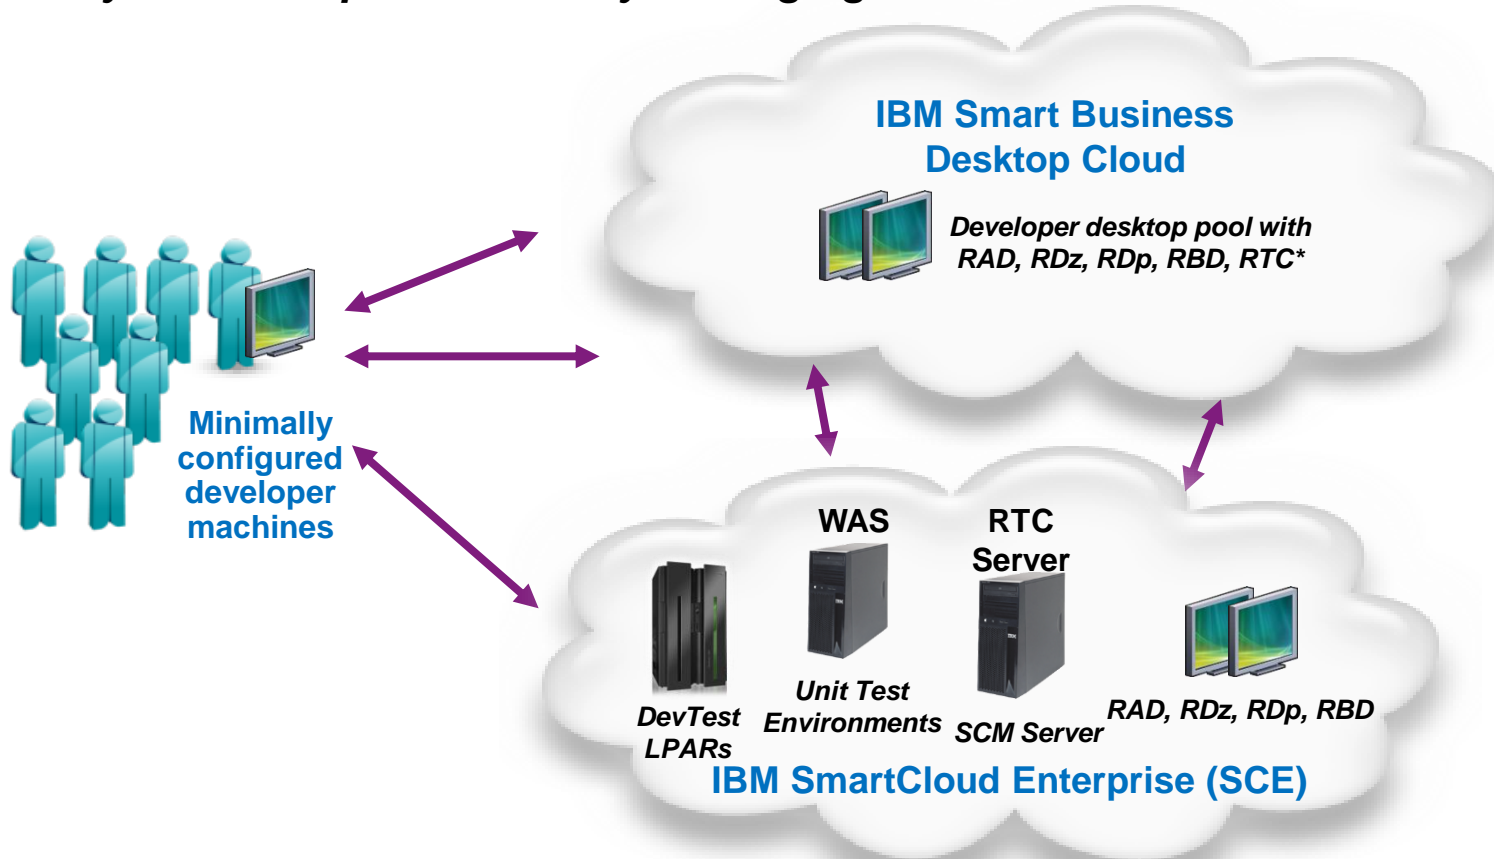 IBM Smart Business
Desktop Cloud
Developer desktop pool with
RAD, RDz, RDp, RBD, RTC*
Minimally
configured
developer
machines
WAS
RTC
Server
DevTest
LPARs
Unit Test
Environments
SCM Server
RAD, RDz, RDp, RBD
IBM SmartCloud Enterprise (SCE)